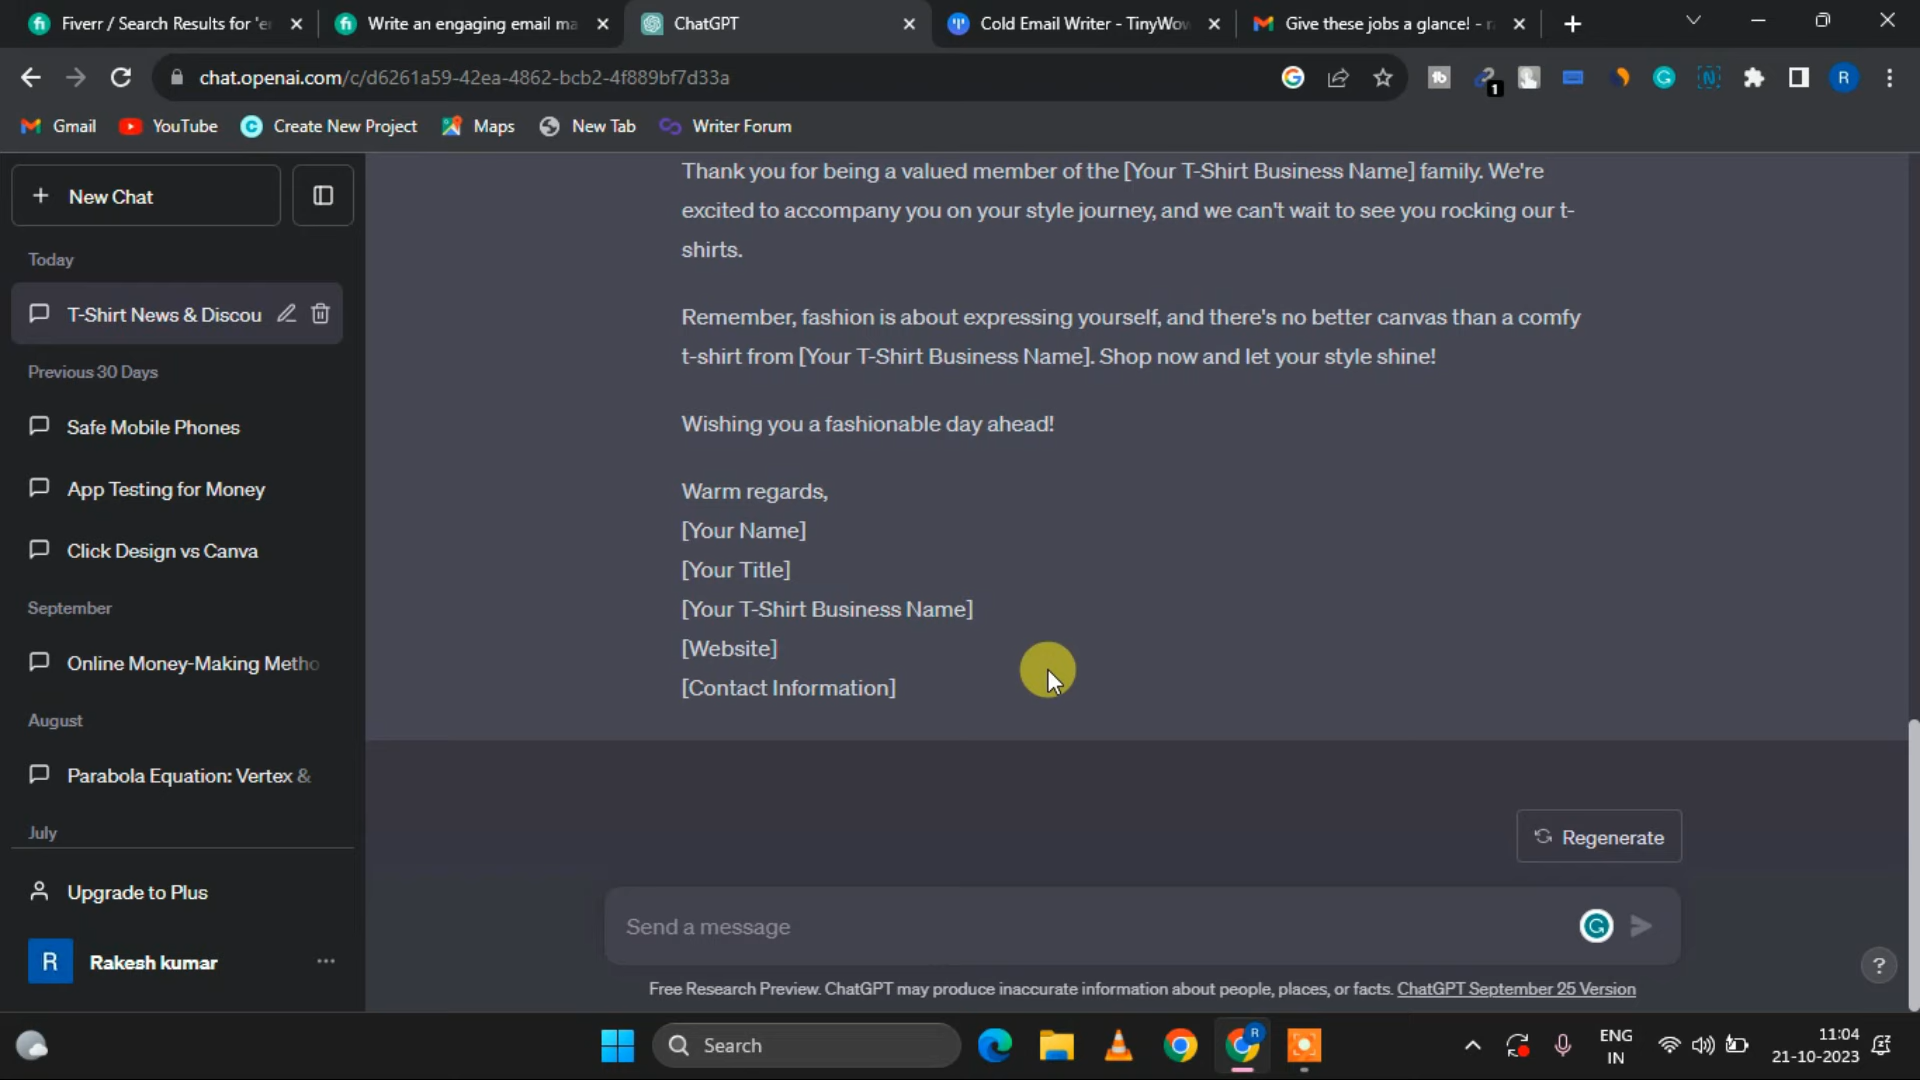 Fiverr / Search Results for 'e
Write an engaging email ma
ChatGPT
Cold Email Writer - TinyWo
Give these jobs a glance! - r
chat.openai.com/c/d6261a59-42ea-4862-bcb2-4f889bf7d33a
1
R
Gmail
YouTube
Create New Project
Maps
New Tab
Writer Forum
New Chat
Today
T-Shirt News & Discou
Previous 30 Days
Safe Mobile Phones
App Testing for Money
Click Design vs Canva
September
Online Money-Making Metho
August
Parabola Equation: Vertex &
July
Upgrade to Plus
R
Rakesh kumar
Thank you for being a valued member of the [Your T-Shirt Business Name] family. We're
excited to accompany you on your style journey, and we can't wait to see you rocking our t-
shirts.
Remember, fashion is about expressing yourself, and there's no better canvas than a comfy
t-shirt from [Your T-Shirt Business Name]. Shop now and let your style shine!
Wishing you a fashionable day ahead!
Warm regards,
[Your Name]
[Your Title]
[Your T-Shirt Business Name]
[Website]
[Contact Information]
Regenerate
Send a message
Free Research Preview. ChatGPT may produce inaccurate information about people, places, or facts. ChatGPT September 25 Version
?
Search
R
ENG
IN
11:04
21-10-2023